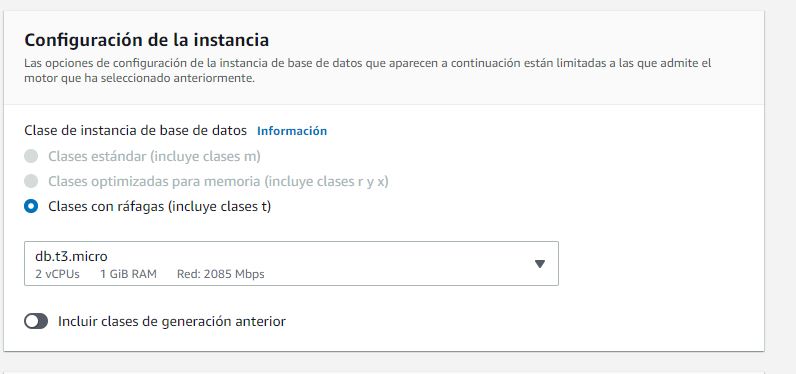 Configuración de la instancia
Las opciones de configuración de la instancia de base de datos que aparecen a continuación están limitadas a las que admite el
motor que ha seleccionado anteriormente.
Clase de instancia de base de datos Información
Clases estándar (incluye clases m)
Clases optimizadas para memoria (incluye clases r y x)
Clases con ráfagas (incluye clases t)
db.t3.micro
2 vCPUs 1 GiB RAM Red: 2085 Mbps
Incluir clases de generación anterior